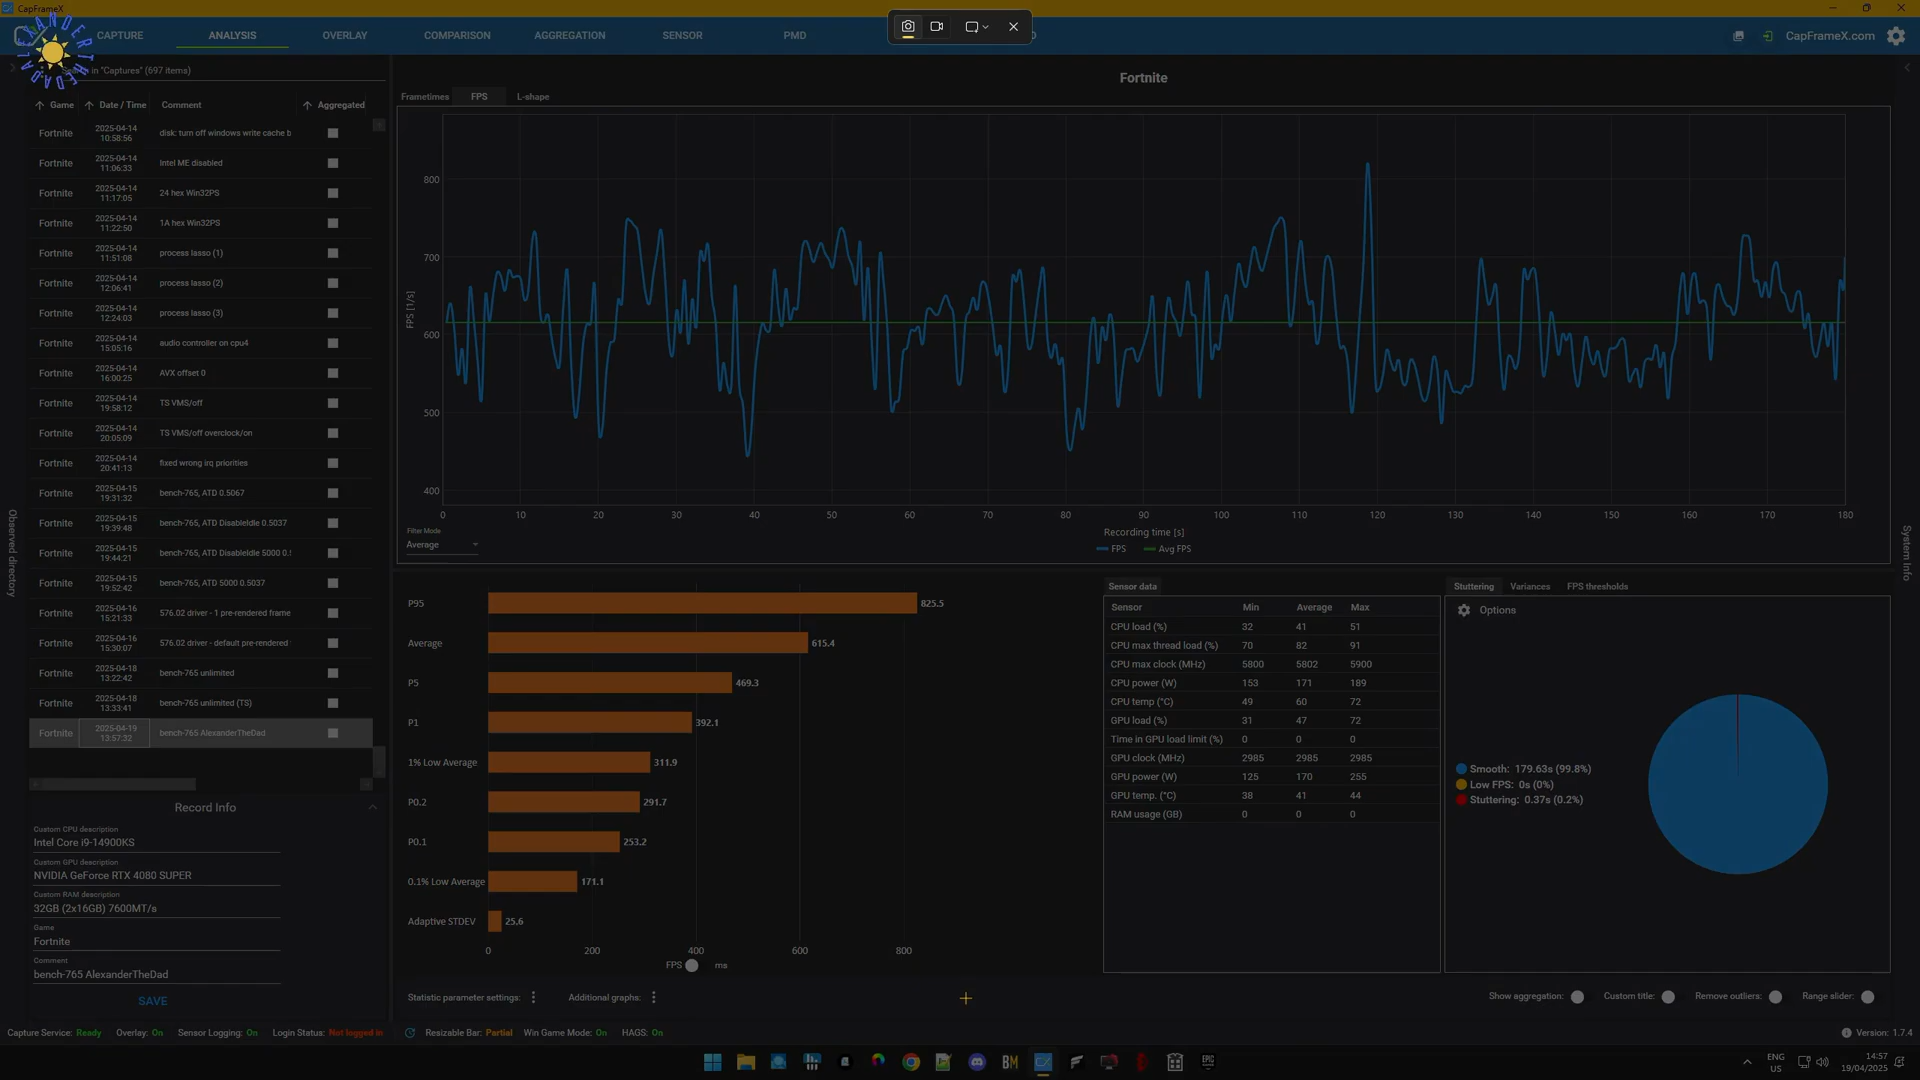 CapFrameX
ALEXANDERTHEDAD
CAPTURE
ANALYSIS
OVERLAY
COMPARISON
AGGREGATION
SENSOR
PMD
CapFrameX.com
in "Captures" (697 items)
Game
Date / Time
Comment
Aggregated
Fortnite
2025-04-14
10:58:56
disk: turn off windows write cache b
Fortnite
2025-04-14
11:06:33
Intel ME disabled
Fortnite
2025-04-14
11:17:05
24 hex Win32PS
Fortnite
2025-04-14
11:22:50
1A hex Win32PS
Fortnite
2025-04-14
11:51:08
process lasso (1)
Fortnite
2025-04-14
12:06:41
process lasso (2)
Fortnite
2025-04-14
12:24:03
process lasso (3)
Fortnite
2025-04-14
15:05:16
audio controller on cpu4
Fortnite
2025-04-14
16:00:25
AVX offset 0
Fortnite
2025-04-14
19:58:12
TS VMS/off
Fortnite
2025-04-14
20:05:09
TS VMS/off overclock/on
Fortnite
2025-04-14
20:41:13
fixed wrong irq priorities
Fortnite
2025-04-15
19:31:32
bench-765, ATD 0.5067
Fortnite
2025-04-15
19:39:48
bench-765, ATD DisableIdle 0.5037
Fortnite
2025-04-15
19:44:21
bench-765, ATD DisableIdle 5000 0.5
Fortnite
2025-04-15
19:52:42
bench-765, ATD 5000 0.5037
Fortnite
2025-04-16
15:21:33
576.02 driver - 1 pre-rendered frame
Fortnite
2025-04-16
15:30:07
576.02 driver - default pre-rendered
Fortnite
2025-04-18
13:22:42
bench-765 unlimited
Fortnite
2025-04-18
13:33:41
bench-765 unlimited (TS)
Fortnite
2025-04-19
13:57:32
bench-765 AlexanderTheDad
Observed directory
Record Info
Custom CPU description
Intel Core i9-14900KS
Custom GPU description
NVIDIA GeForce RTX 4080 SUPER
Custom RAM description
32GB (2x16GB) 7600MT/s
Game
Fortnite
Comment
bench-765 AlexanderTheDad
SAVE
Fortnite
Frametimes
FPS
L-shape
FPS [1/s]
800
700
600
500
400
0 10 20 30 40 50 60 70 80 90 100 110 120 130 140 150 160 170 180
Recording time [s]
FPS
Avg FPS
Filter Mode
Average
System Info
P95 825.5
Average 615.4
P5 469.3
P1 392.1
1% Low Average 311.9
P0.2 291.7
P0.1 253.2
0.1% Low Average 171.1
Adaptive STDEV 25.6
0 200 400 600 800
FPS
ms
Statistic parameter settings:
Additional graphs:
Sensor data
Sensor Min Average Max
CPU load (%) 32 41 51
CPU max thread load (%) 70 82 91
CPU max clock (MHz) 5800 5802 5900
CPU power (W) 153 171 189
CPU temp (°C) 49 60 72
GPU load (%) 31 47 72
Time in GPU load limit (%) 0 0 0
GPU clock (MHz) 2985 2985 2985
GPU power (W) 125 170 255
GPU temp. (°C) 38 41 44
RAM usage (GB) 0 0 0
Stuttering
Variances
FPS thresholds
Options
Smooth: 179.63s (99.8%)
Low FPS: 0s (0%)
Stuttering: 0.37s (0.2%)
Show aggregation:
Custom title:
Remove outliers:
Range slider:
Capture Service: Ready
Overlay: On
Sensor Logging: On
Login Status: Not logged in
Resizable Bar: Partial
Win Game Mode: On
HAGS: On
Version: 1.7.4
BM
CX
EPIC
ENG
US
14:57
19/04/2025